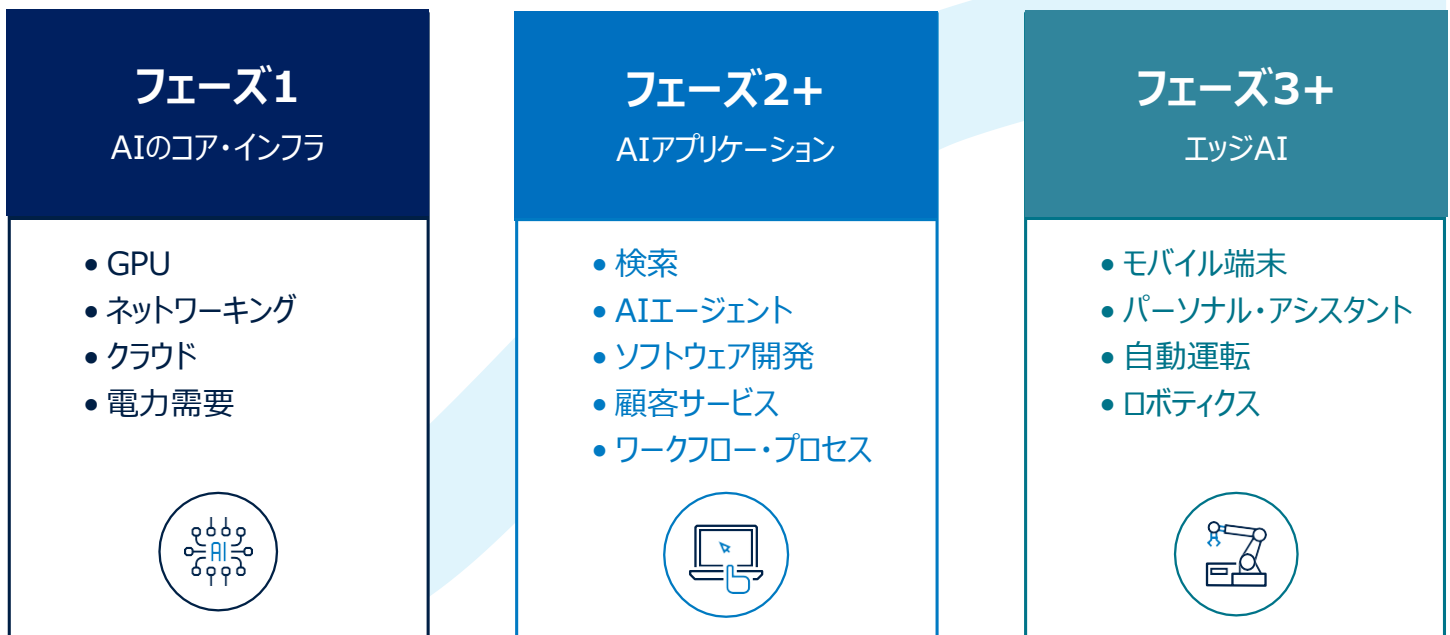 フェーズ1
AIのコア・インフラ
• GPU
• ネットワーキング
• クラウド
• 電力需要
AI
フェーズ2+
AIアプリケーション
• 検索
• AIエージェント
• ソフトウェア開発
• 顧客サービス
• ワークフロー・プロセス
フェーズ3+
エッジAI
• モバイル端末
• パーソナル・アシスタント
• 自動運転
• ロボティクス